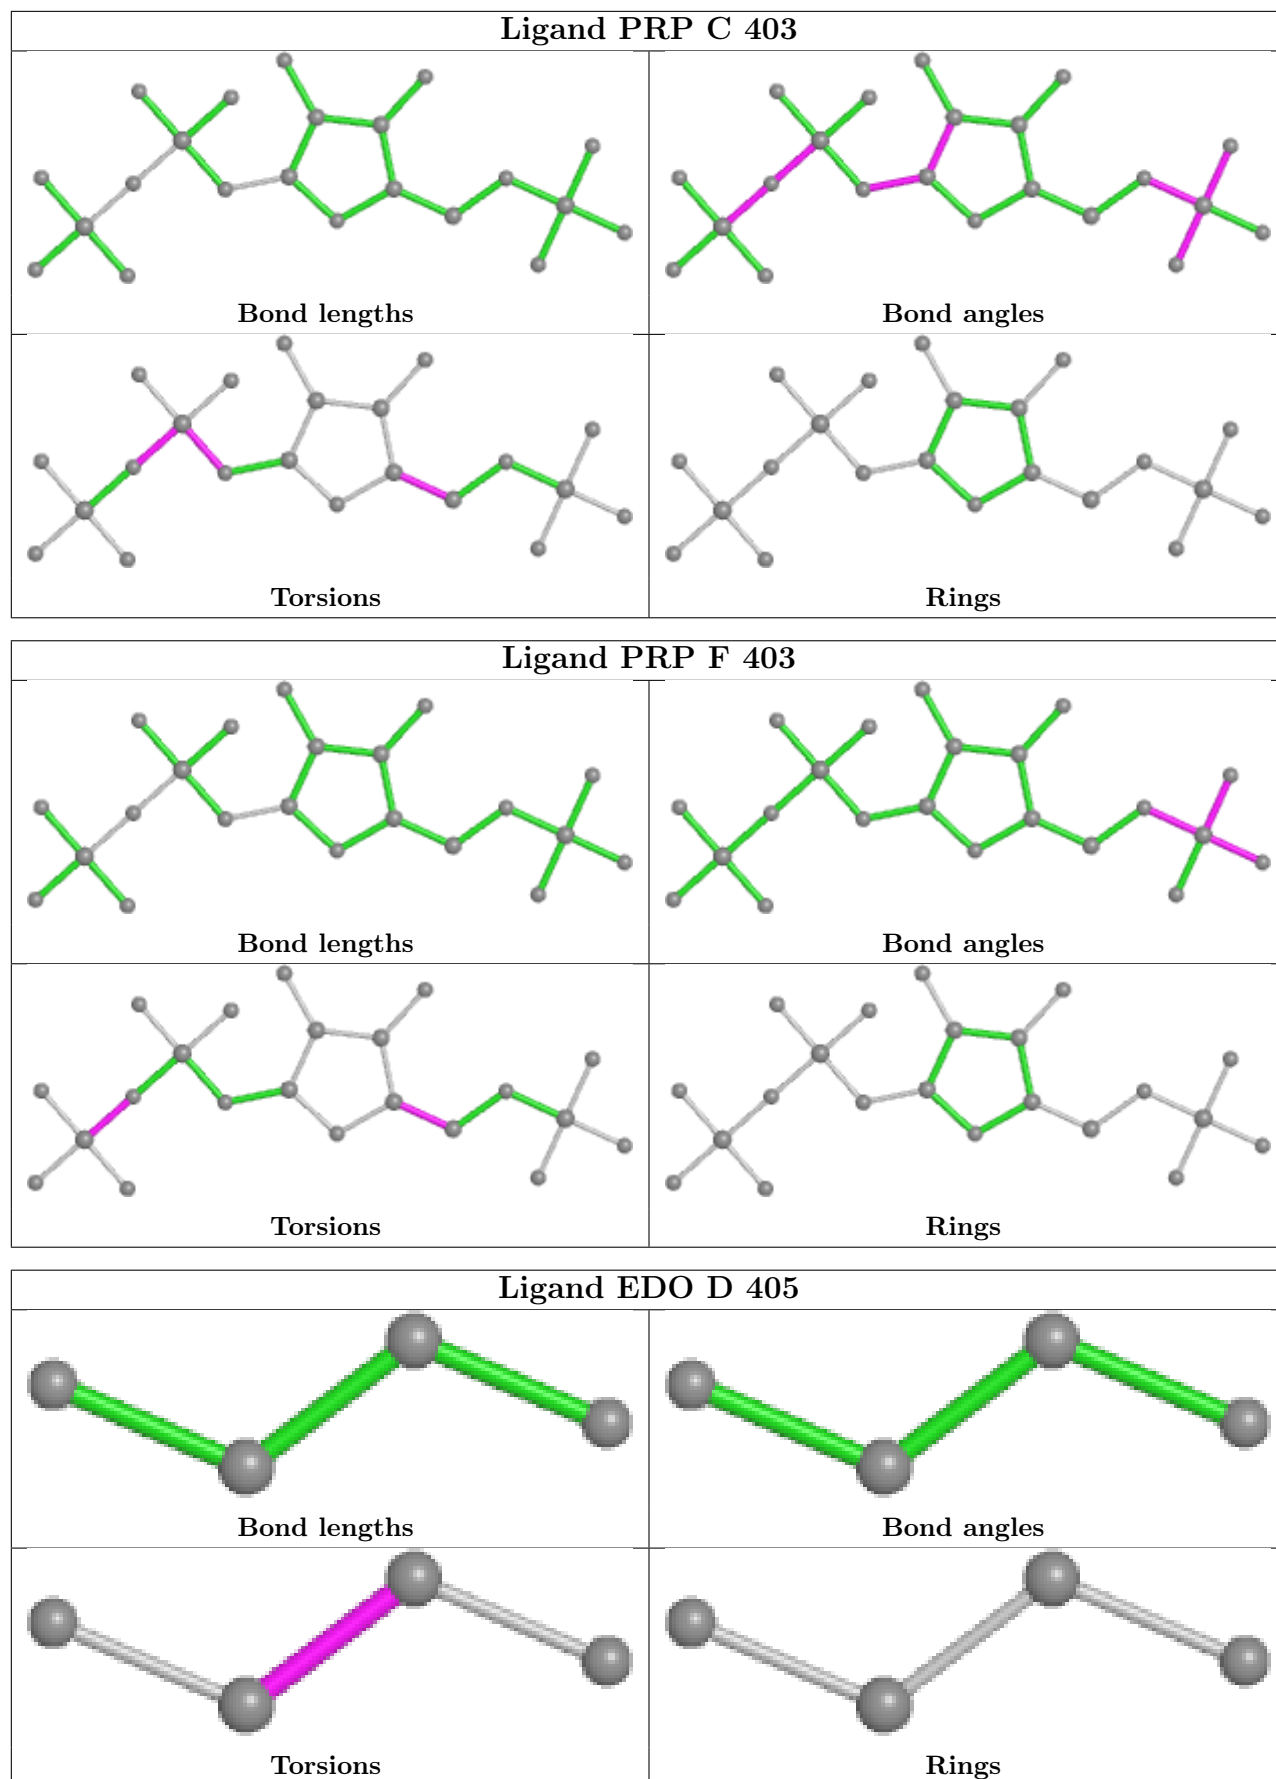 Ligand PRP C 403
Bond lengths
Bond angles
Torsions
Rings
Ligand PRP F 403
Bond lengths
Bond angles
Torsions
Rings
Ligand EDO D 405
Bond lengths
Bond angles
Torsions
Rings